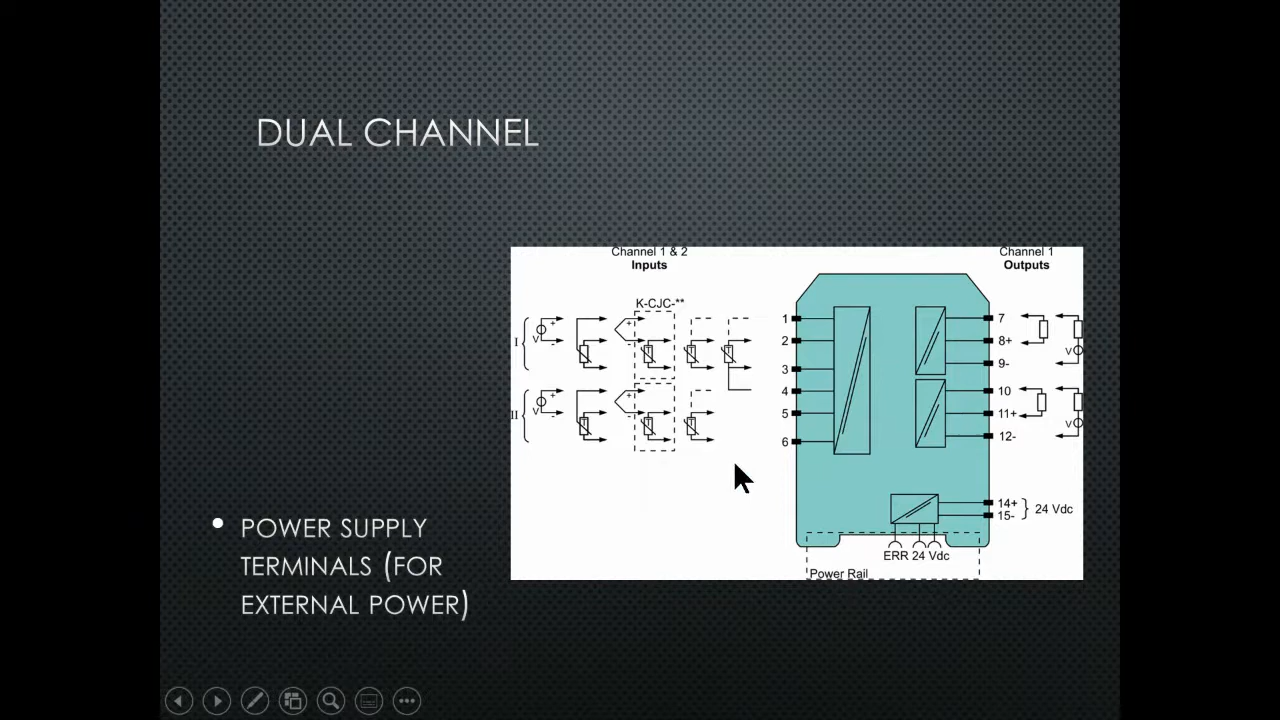 DUAL CHANNEL
Channel 1 & 2
Inputs
Channel 1
Outputs
K-CJC-**
I
V
+
-
+
-
II
V
+
-
+
-
1
2
3
4
5
6
7
8+
9-
10
11+
12-
V
V
14+
15-
24 Vdc
ERR 24 Vdc
Power Rail
• POWER SUPPLY
TERMINALS (FOR
EXTERNAL POWER)